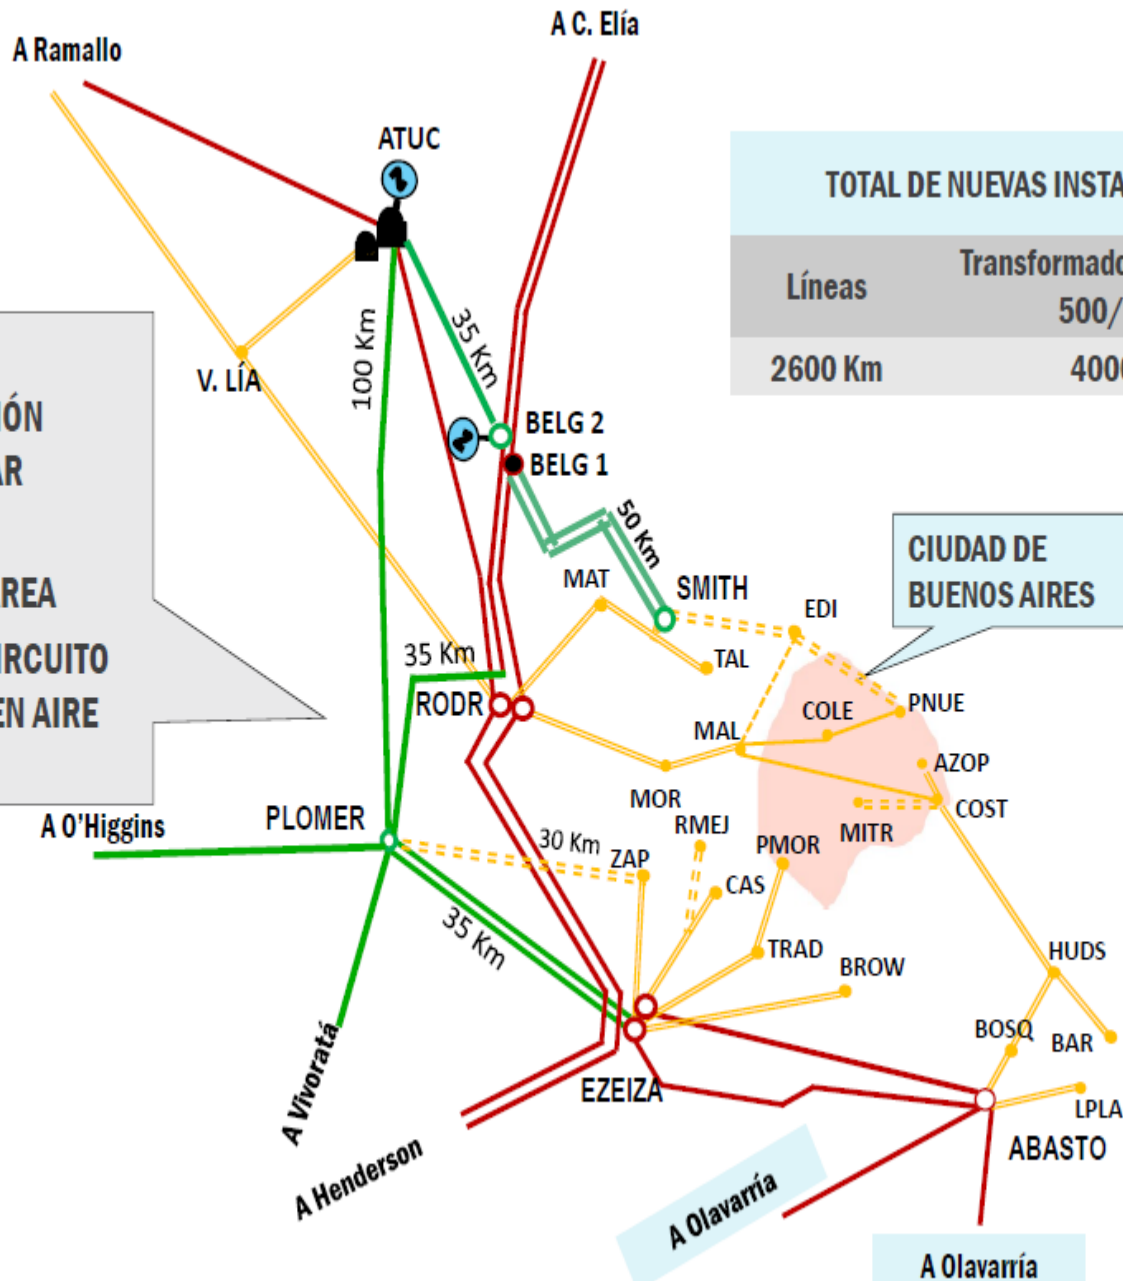 A C. Elía
A Ramallo
ATUC
TOTAL DE NUEVAS INSTA
Líneas
Transformado
500/
2600 Km
4000
100 Km
35 Km
V. LÍA
BELG 2
BELG 1
IÓN
AR
REA
IRCUITO
EN AIRE
50 Km
MAT
SMITH
EDI
CIUDAD DE
BUENOS AIRES
TAL
35 Km
RODR
MAL
COLE
PNUE
AZOP
COST
MOR
MITR
RMEJ
PMOR
A O'Higgins
PLOMER
30 Km
ZAP
CAS
35 Km
TRAD
BROW
HUDS
BOSQ
BAR
A Vivoratá
EZEIZA
LPLA
ABASTO
A Henderson
A Olavarría
A Olavarría